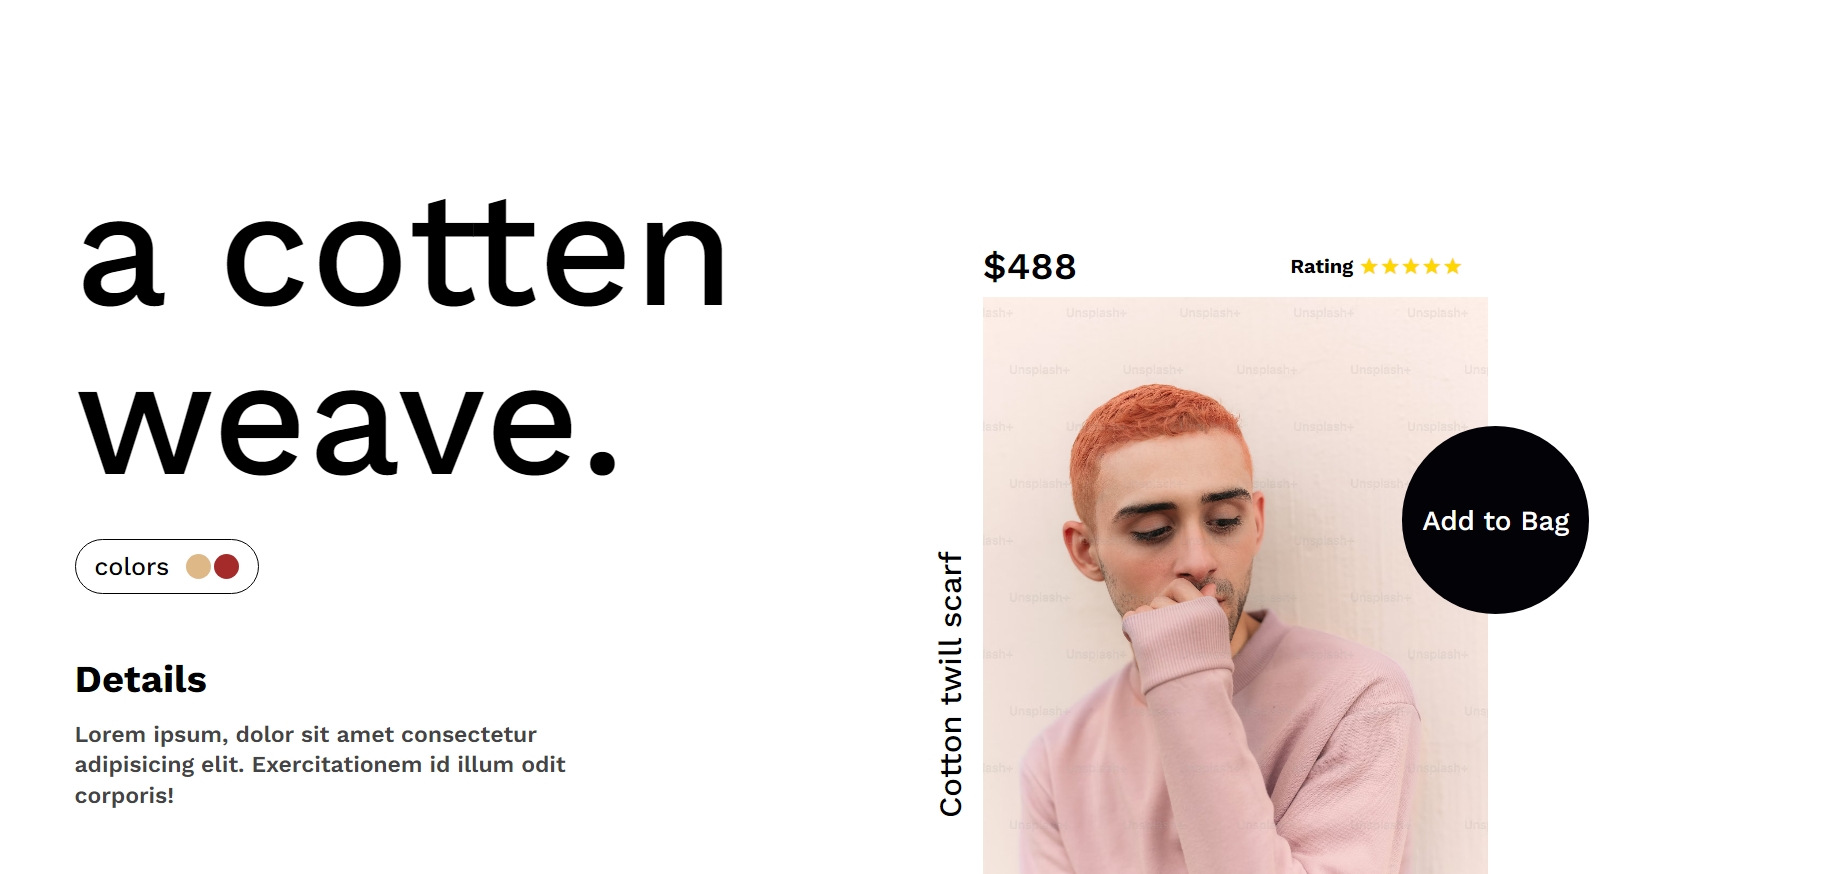 a cotten
weave.
colors
Details
Lorem ipsum, dolor sit amet consectetur
adipisicing elit. Exercitationem id illum odit
corporis!
$488
Rating
Cotton twill scarf
Add to Bag
Unsplash+